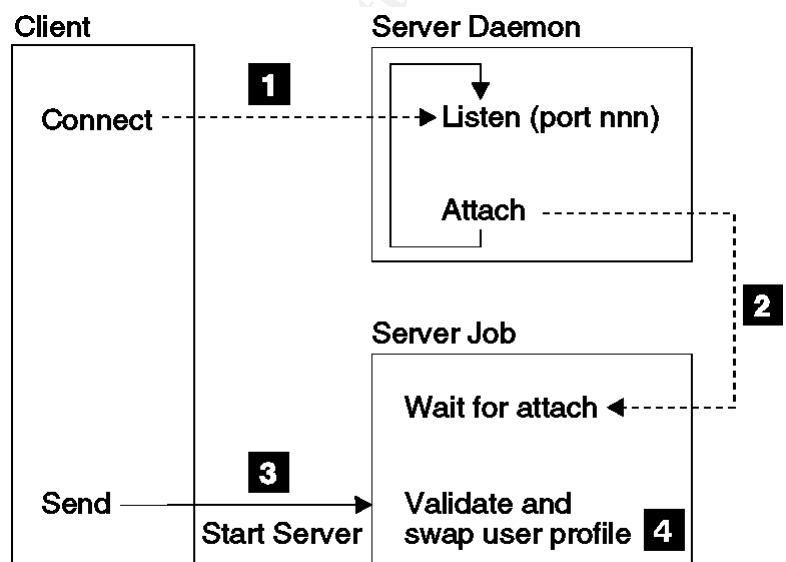 Client
Server Daemon
1
Connect
Listen (port nnn)
Attach
2
Server Job
Wait for attach
3
Send
Start Server
Validate and
swap user profile
4